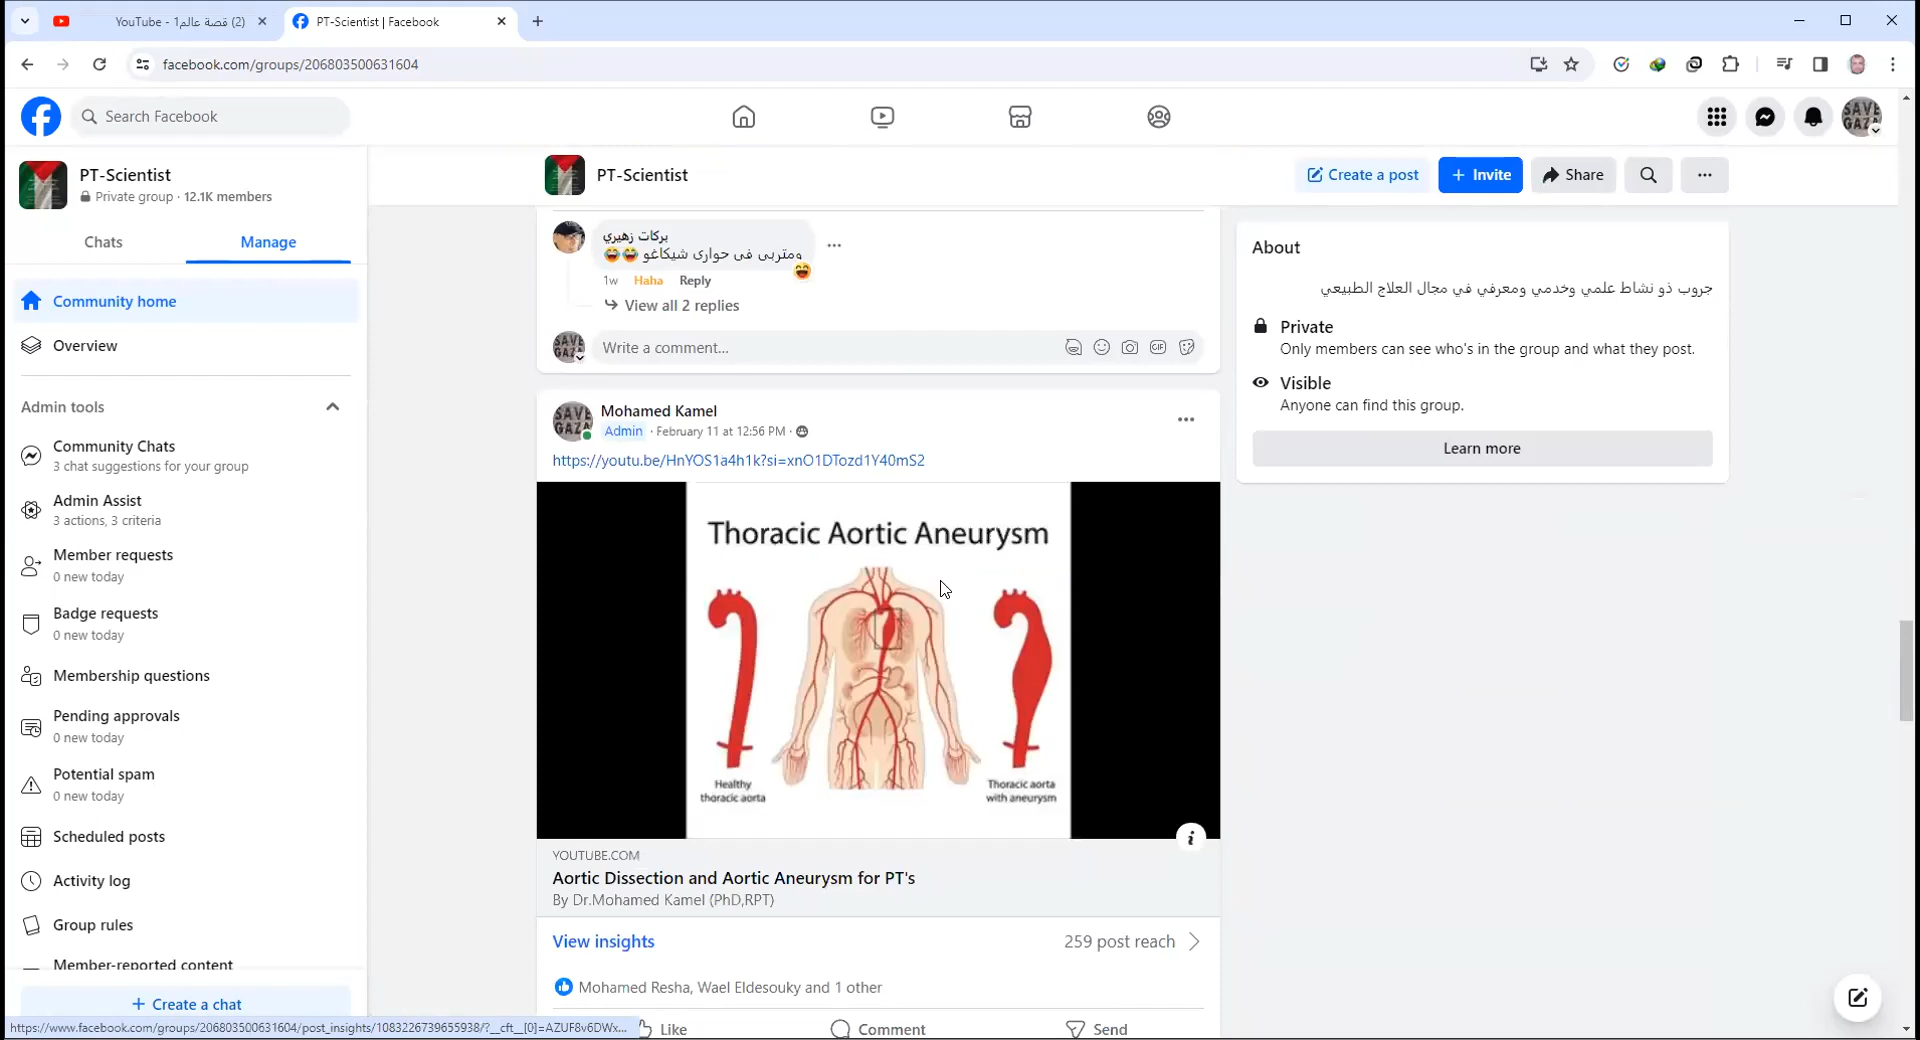 YouTube - قصة عالم1 (2)
PT-Scientist | Facebook
facebook.com/groups/206803500631604
Search Facebook
SAVE
GAZA
PT-Scientist
Private group · 12.1K members
Chats
Manage
Community home
Overview
Admin tools
Community Chats
3 chat suggestions for your group
Admin Assist
3 actions, 3 criteria
Member requests
0 new today
Badge requests
0 new today
Membership questions
Pending approvals
0 new today
Potential spam
0 new today
Scheduled posts
Activity log
Group rules
Member-reported content
+ Create a chat
https://www.facebook.com/groups/206803500631604/post_insights/1083226739655938/?__cft__[0]=AZUF8v6DWx...
PT-Scientist
Create a post
+ Invite
Share
بركات زهيري
ومتربى فى حوارى شيكاغو 😂😂
1w Haha Reply
View all 2 replies
SAVE
GAZA
Write a comment...
GIF
SAVE
GAZA
Mohamed Kamel
Admin · February 11 at 12:56 PM ·
https://youtu.be/HnYOS1a4h1k?si=xnO1DTozd1Y40mS2
Thoracic Aortic Aneurysm
Healthy
thoracic aorta
Thoracic aorta
with aneurysm
YOUTUBE.COM
Aortic Dissection and Aortic Aneurysm for PT's
By Dr.Mohamed Kamel (PhD,RPT)
View insights
259 post reach
Mohamed Resha, Wael Eldesouky and 1 other
Like
Comment
Send
About
جروب ذو نشاط علمي وخدمي ومعرفي في مجال العلاج الطبيعي
Private
Only members can see who's in the group and what they post.
Visible
Anyone can find this group.
Learn more